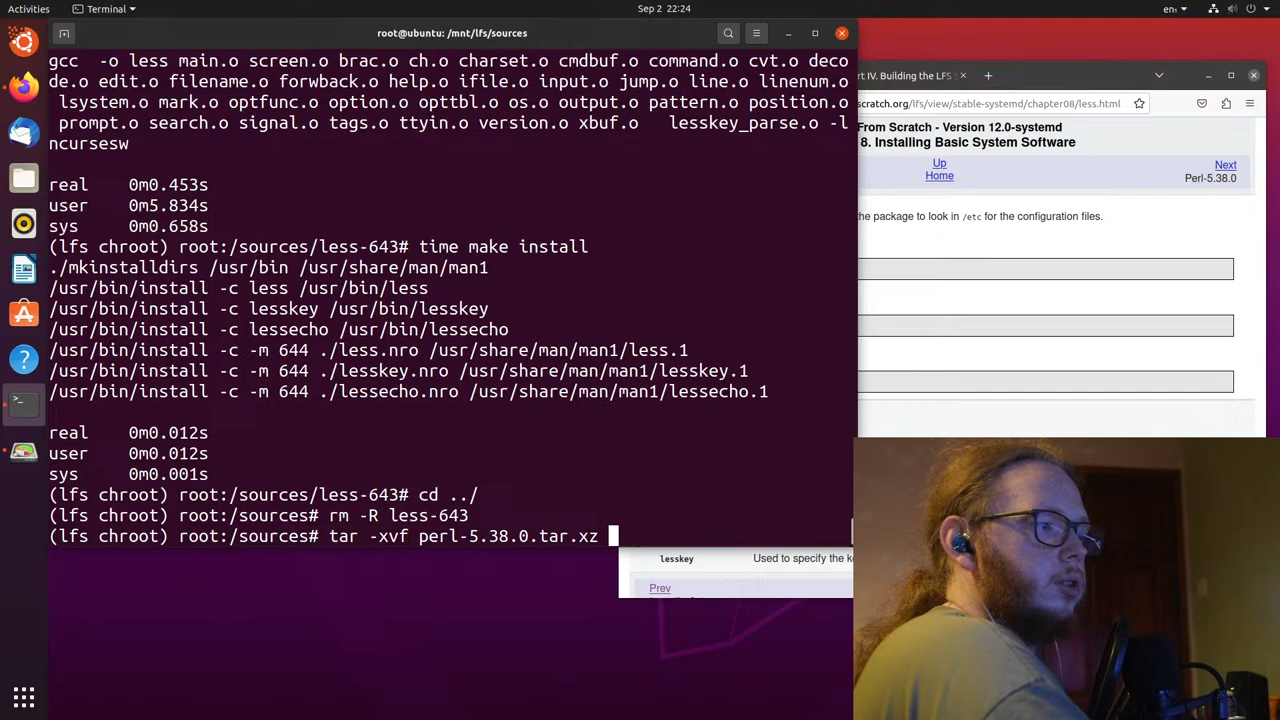 Activities
Terminal
Sep 2 22:24
en
root@ubuntu: /mnt/lfs/sources
gcc -o less main.o screen.o brac.o ch.o charset.o cmdbuf.o command.o cvt.o deco
de.o edit.o filename.o forwback.o help.o ifile.o input.o jump.o line.o linenum.o
lsystem.o mark.o optfunc.o option.o opttbl.o os.o output.o pattern.o position.o
prompt.o search.o signal.o tags.o ttyin.o version.o xbuf.o lesskey_parse.o -l
ncursesw
real 0m0.453s
user 0m5.834s
sys 0m0.658s
(lfs chroot) root:/sources/less-643# time make install
./mkinstalldirs /usr/bin /usr/share/man/man1
/usr/bin/install -c less /usr/bin/less
/usr/bin/install -c lesskey /usr/bin/lesskey
/usr/bin/install -c lessecho /usr/bin/lessecho
/usr/bin/install -c -m 644 ./less.nro /usr/share/man/man1/less.1
/usr/bin/install -c -m 644 ./lesskey.nro /usr/share/man/man1/lesskey.1
/usr/bin/install -c -m 644 ./lessecho.nro /usr/share/man/man1/lessecho.1
real 0m0.012s
user 0m0.012s
sys 0m0.001s
(lfs chroot) root:/sources/less-643# cd ../
(lfs chroot) root:/sources# rm -R less-643
(lfs chroot) root:/sources# tar -xvf perl-5.38.0.tar.xz
rt IV. Building the LFS
scratch.org/lfs/view/stable-systemd/chapter08/less.html
From Scratch - Version 12.0-systemd
8. Installing Basic System Software
Up
Home
Next
Perl-5.38.0
the package to look in /etc for the configuration files.
lesskey Used to specify the k
Prev